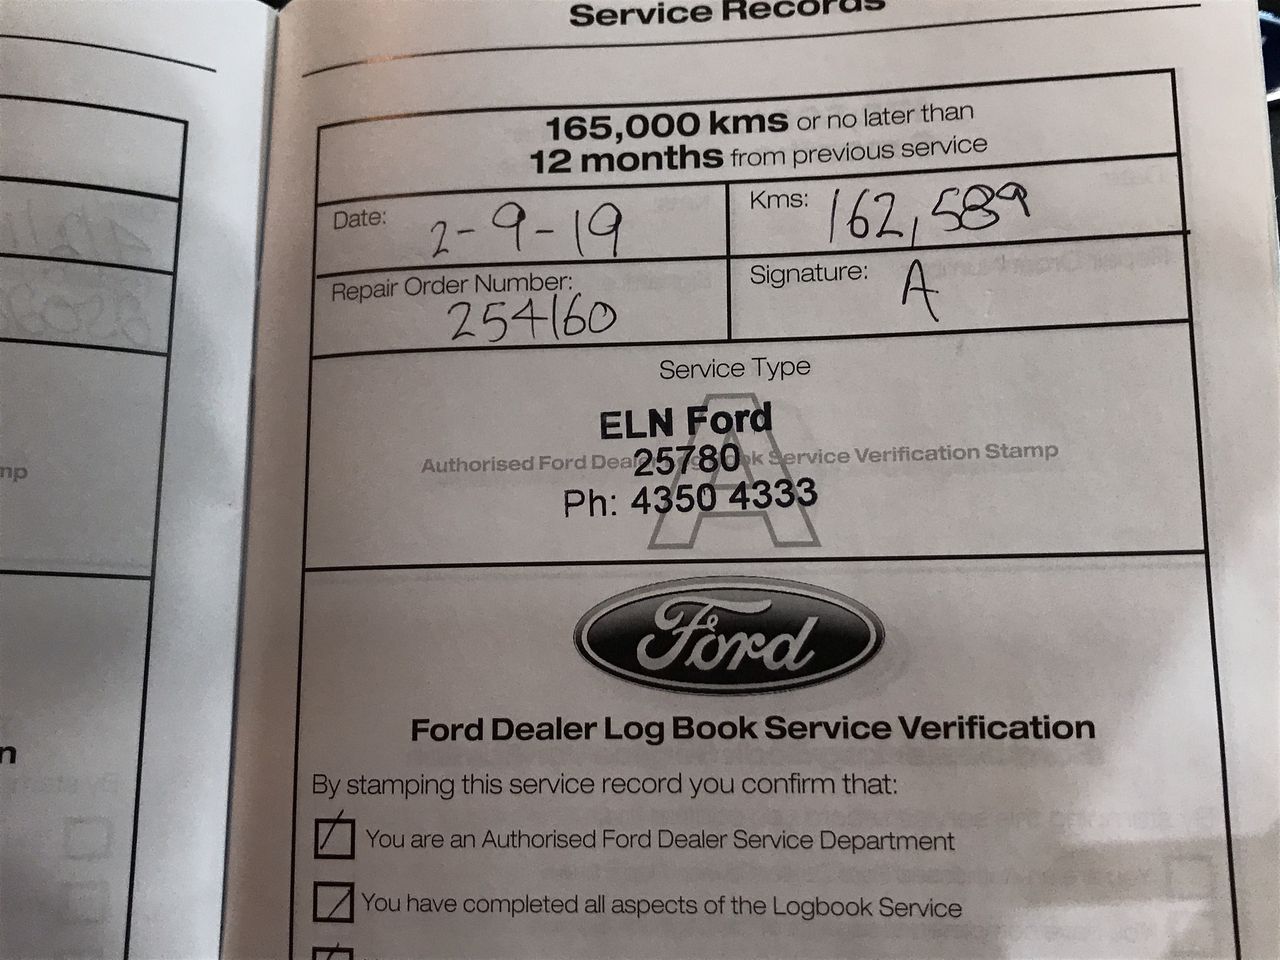 Service Records
165,000 kms or no later than
12 months from previous service
Date: 2-9-19
Kms: 162,589
Repair Order Number:
254160
Signature: A
Service Type
A
ELN Ford
Authorised Ford Dealer Service Verification Stamp
25780
Ph: 4350 4333
Ford
Ford Dealer Log Book Service Verification
By stamping this service record you confirm that:
You are an Authorised Ford Dealer Service Department
You have completed all aspects of the Logbook Service